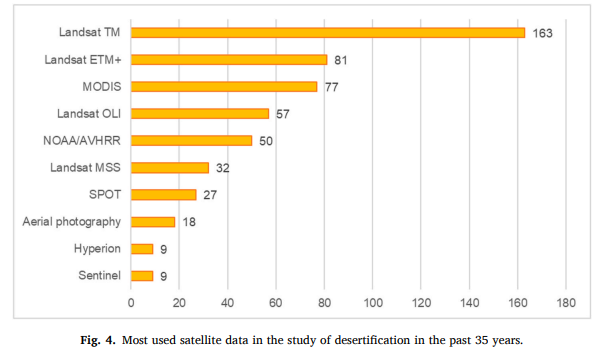 Landsat TM 163
Landsat ETM+ 81
MODIS 77
Landsat OLI 57
NOAA/AVHRR 50
Landsat MSS 32
SPOT 27
Aerial photography 18
Hyperion 9
Sentinel 9
0 20 40 60 80 100 120 140 160 180
Fig. 4. Most used satellite data in the study of desertification in the past 35 years.